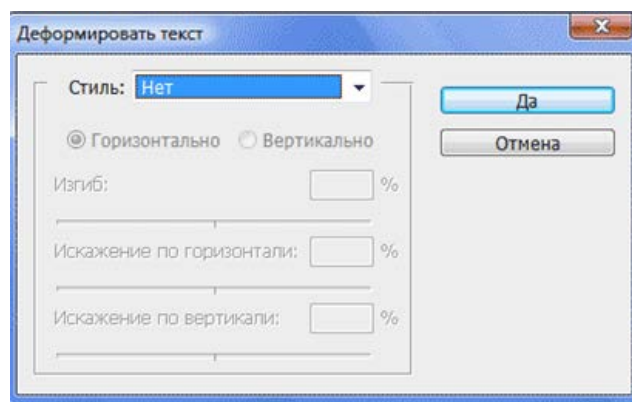 Деформировать текст
Стиль: Нет
Да
Горизонтально Вертикально
Отмена
Изгиб: %
Искажение по горизонтали: %
Искажение по вертикали: %